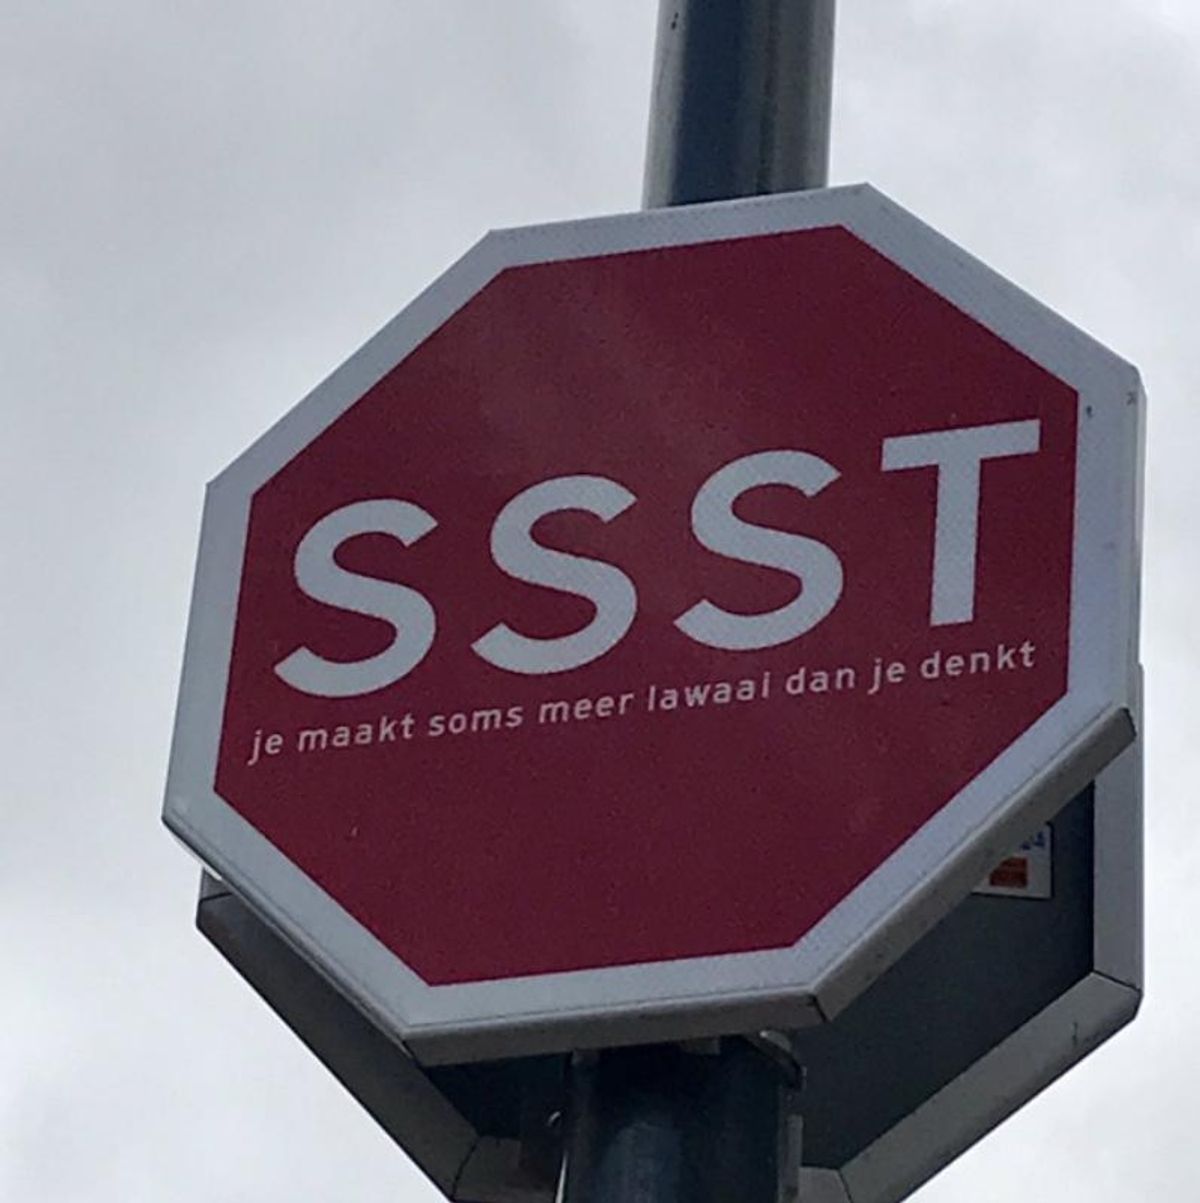 SSST
je maakt soms meer lawaai dan je denkt